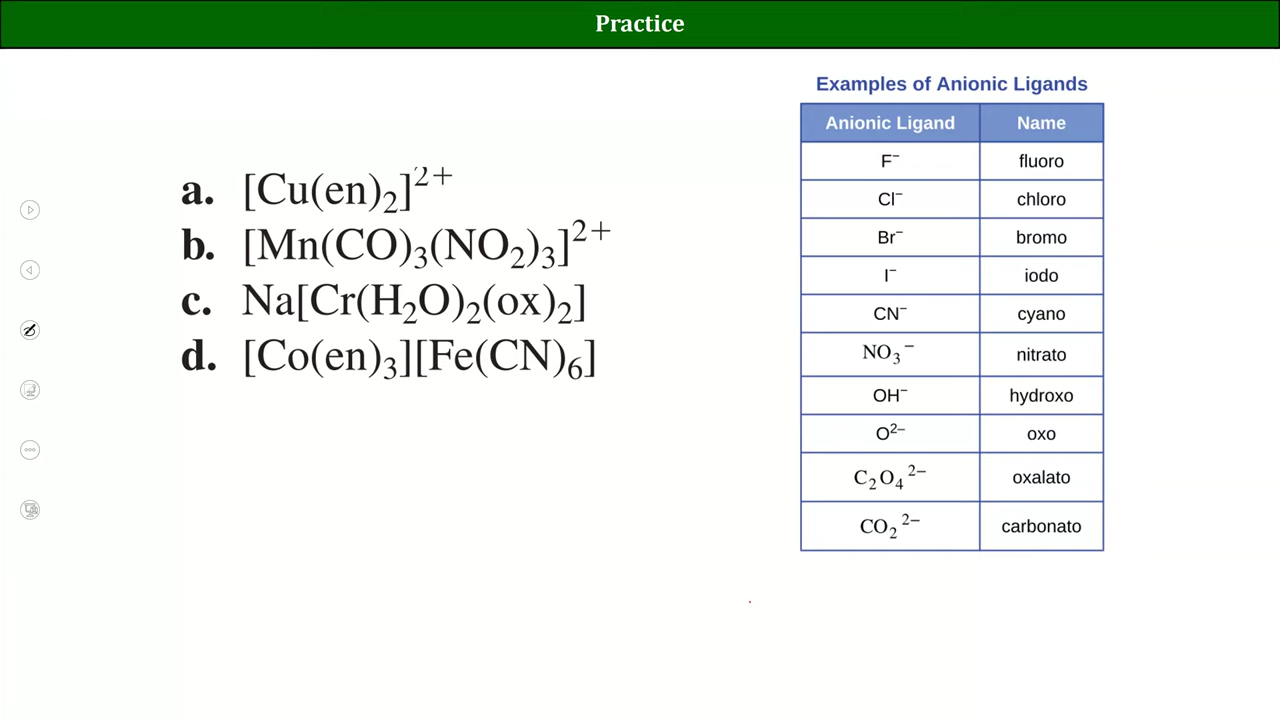 Practice
a. [Cu(en)₂]²⁺
b. [Mn(CO)₃(NO₂)₃]²⁺
c. Na[Cr(H₂O)₂(ox)₂]
d. [Co(en)₃][Fe(CN)₆]
Examples of Anionic Ligands
Anionic Ligand Name
F⁻ fluoro
Cl⁻ chloro
Br⁻ bromo
I⁻ iodo
CN⁻ cyano
NO₃⁻ nitrato
OH⁻ hydroxo
O²⁻ oxo
C₂O₄²⁻ oxalato
CO₂²⁻ carbonato